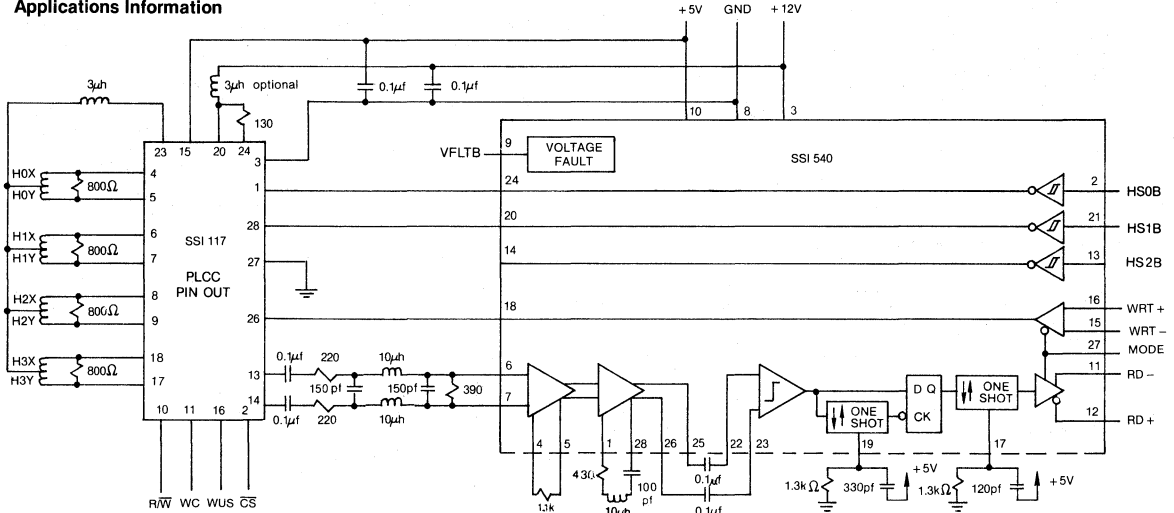 Applications Information
+5V GND +12V
3µh
3µh optional
0.1µf 0.1µf
130
10 8 3
23 15 20 24
3
9
VFLTB
VOLTAGE
FAULT
SSI 540
H0X
H0Y
800Ω
4
5
1
24
2
HS0B
H1X
H1Y
800Ω
6
7
SSI 117
PLCC
PIN OUT
28
20
21
HS1B
27
14
13
HS2B
H2X
H2Y
800Ω
8
9
26
18
16
WRT +
15
WRT −
27
MODE
H3X
H3Y
800Ω
18
17
13
14
0.1µf
220
10µh
150pf
150pf
390
0.1µf
220
10µh
6
7
11
RD −
12
RD +
D Q
CK
ONE
SHOT
ONE
SHOT
10 11 16 2
R/W WC WUS CS
4 5 1 28 26 25 22 23 19 17
1.1k
430
100
pf
10µh
0.1µf
0.1µf
1.3kΩ
330pf
+5V
1.3kΩ
120pf
+5V